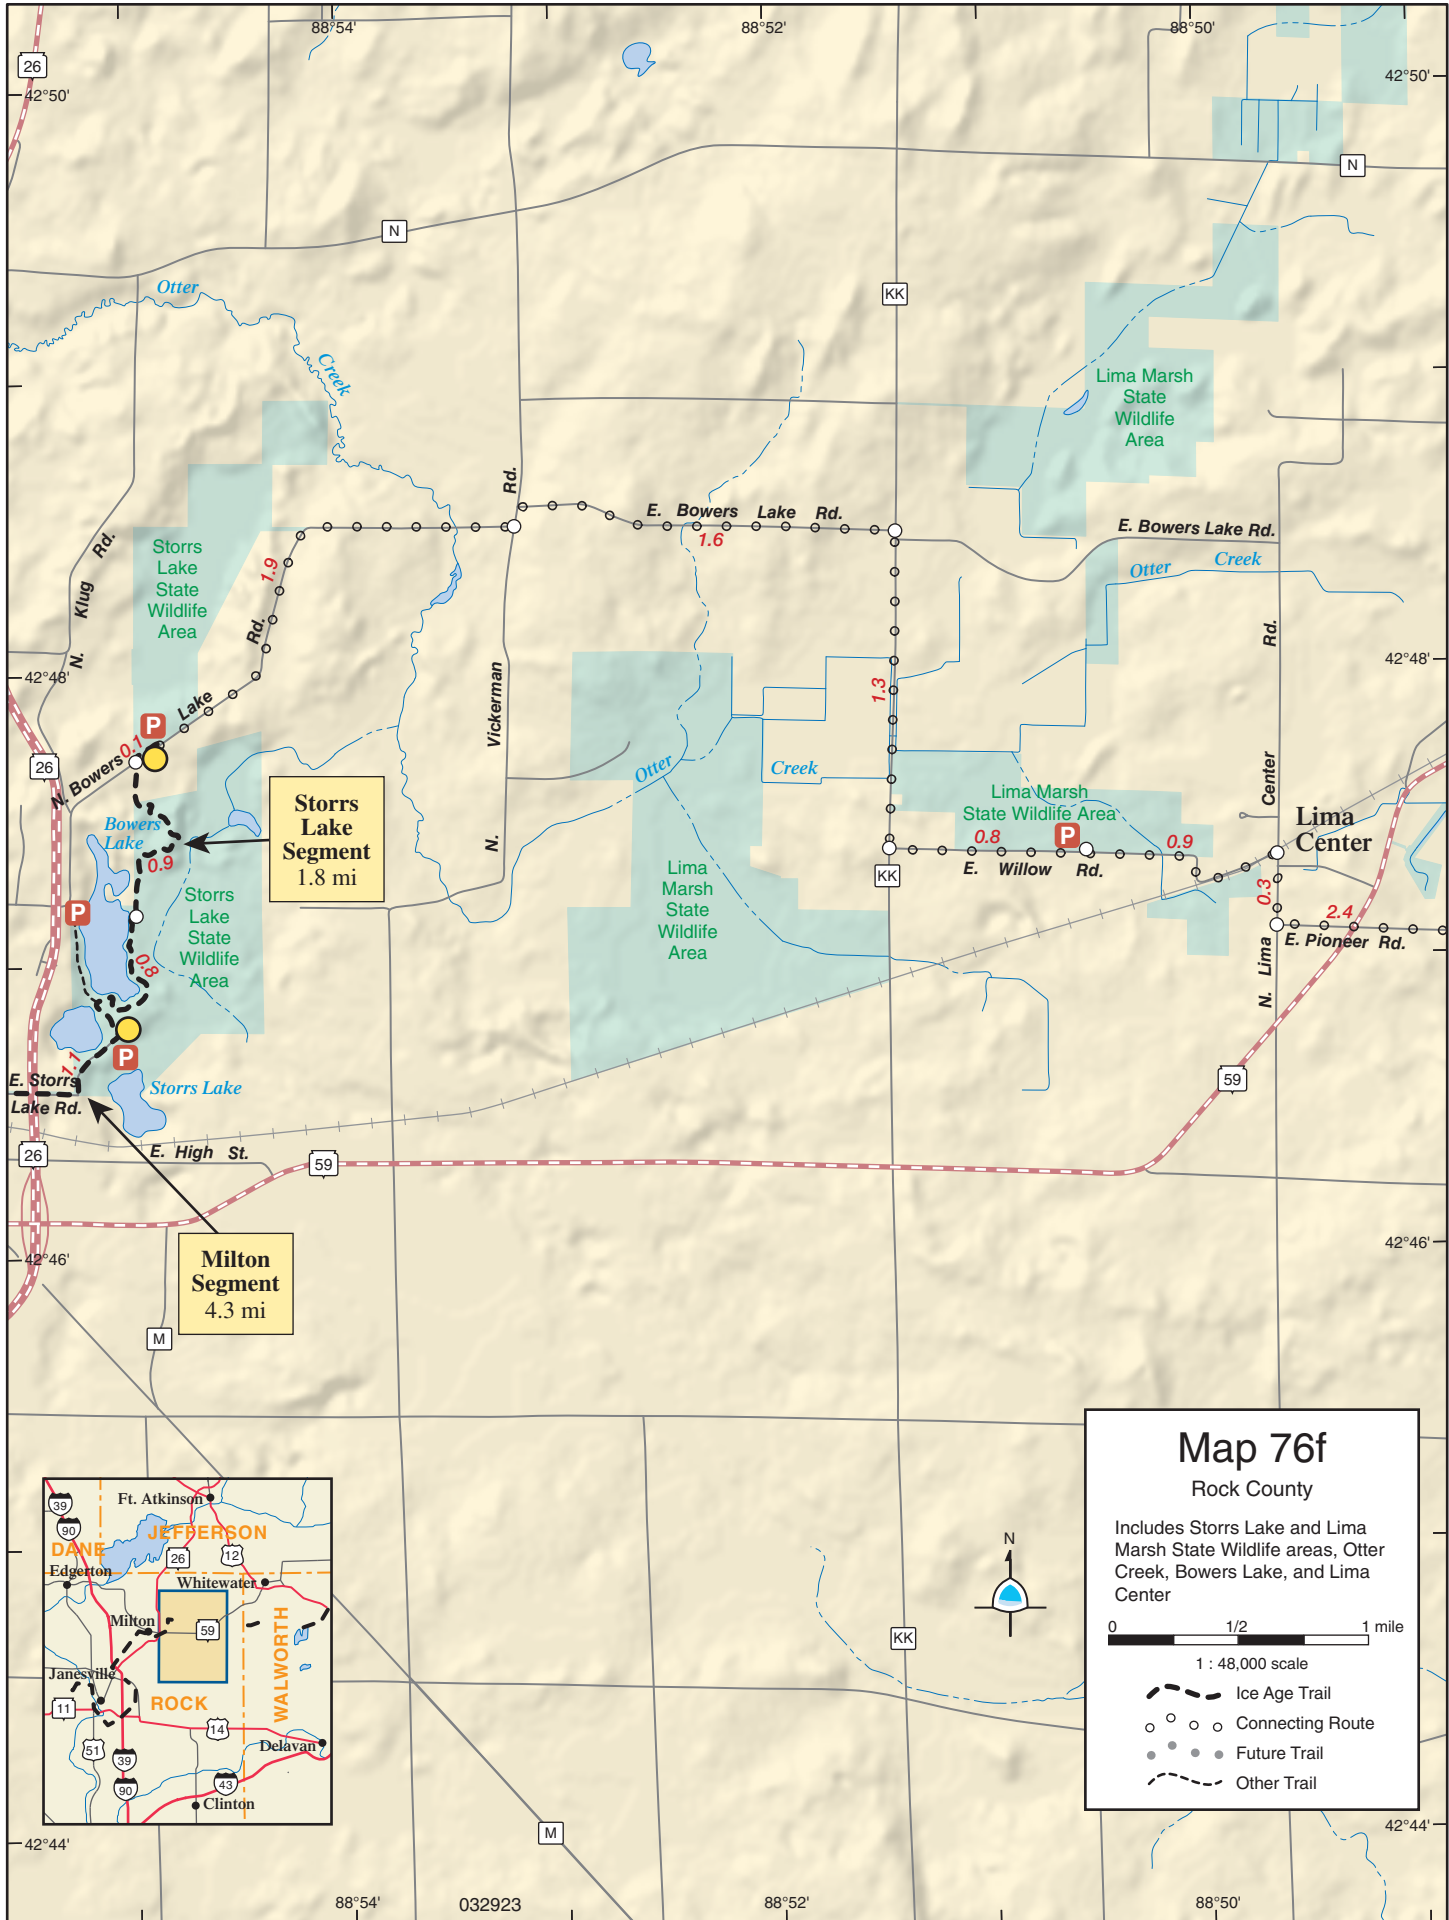 88°54'
88°52'
88°50'
26
42°50'
42°50'
N
N
Otter
Creek
KK
Lima Marsh
State
Wildlife
Area
Rd.
E. Bowers Lake Rd.
1.6
E. Bowers Lake Rd.
Otter Creek
Storrs
Lake
State
Wildlife
Area
1.9
N. Klug Rd.
42°48'
42°48'
N. Bowers Lake Rd.
P
0.1
26
N. Vickerman
1.3
Otter
Creek
N. Lima Center Rd.
Storrs
Lake
Segment
1.8 mi
Bowers
Lake
0.9
Lima Marsh
State Wildlife Area
P
0.8
0.9
E. Willow Rd.
Lima
Center
KK
0.3
2.4
E. Pioneer Rd.
P
Storrs
Lake
State
Wildlife
Area
Lima
Marsh
State
Wildlife
Area
0.8
P
1.1
E. Storrs
Lake Rd.
Storrs Lake
59
26
E. High St.
59
Milton
Segment
4.3 mi
42°46'
42°46'
M
Map 76f
Rock County
Includes Storrs Lake and Lima
Marsh State Wildlife areas, Otter
Creek, Bowers Lake, and Lima
Center
0 1/2 1 mile
1 : 48,000 scale
Ice Age Trail
Connecting Route
Future Trail
Other Trail
N
KK
39
90
Ft. Atkinson
JEFFERSON
DANE
26
12
Edgerton
Whitewater
Milton
59
WALWORTH
Janesville
11
ROCK
14
51
39
Delavan
90
43
Clinton
M
42°44'
42°44'
88°54'
032923
88°52'
88°50'